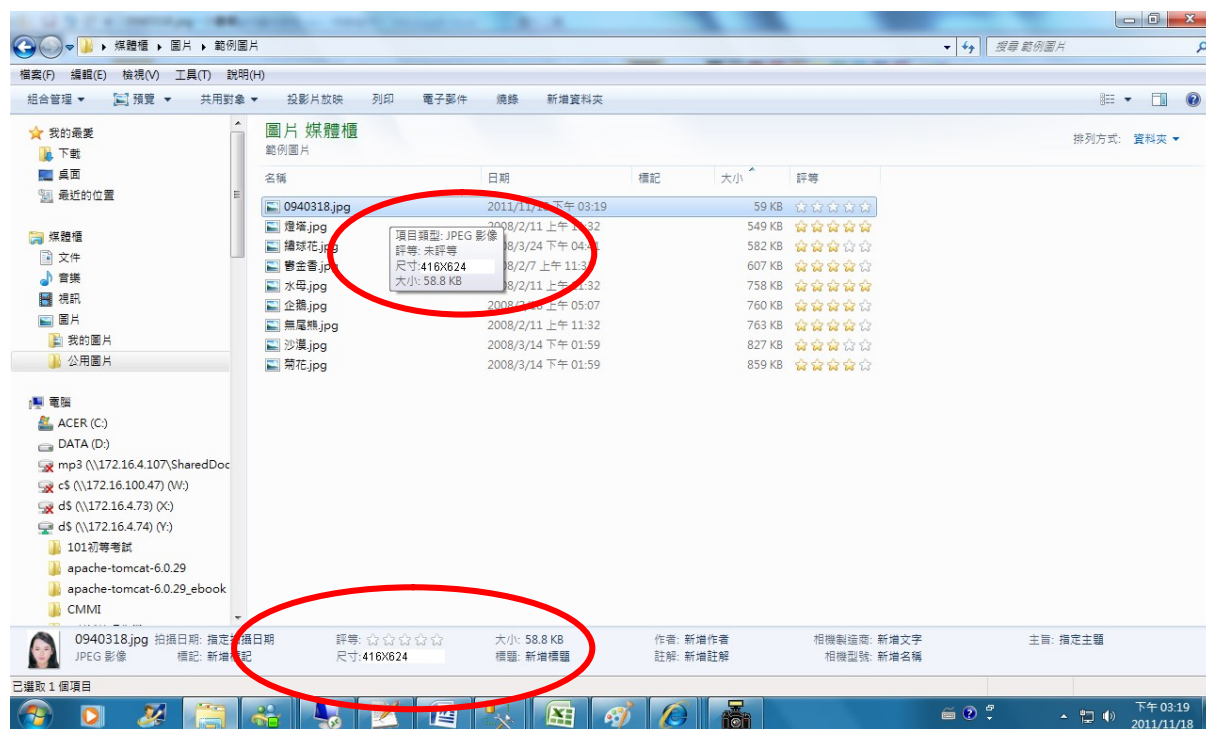 媒體櫃 ▸ 圖片 ▸ 範例圖片
搜尋 範例圖片
檔案(F) 編輯(E) 檢視(V) 工具(T) 說明(H)
組合管理 預覽 共用對象 投影片放映 列印 電子郵件 燒錄 新增資料夾
我的最愛
下載
桌面
最近的位置
媒體櫃
文件
音樂
視訊
圖片
我的圖片
公用圖片
電腦
ACER (C:)
DATA (D:)
mp3 (\\172.16.4.107\SharedDoc
c$ (\\172.16.100.47) (W:)
d$ (\\172.16.4.73) (X:)
d$ (\\172.16.4.74) (Y:)
101初等考試
apache-tomcat-6.0.29
apache-tomcat-6.0.29_ebook
CMMI
圖片 媒體櫃
範例圖片
排列方式: 資料夾
名稱 日期 標記 大小 評等
0940318.jpg 下午 03:19 59 KB
燈塔.jpg 2008/2/11 上午 549 KB
繡球花.jpg 下午 582 KB
鬱金香.jpg 上午 607 KB
水母.jpg 上午 758 KB
企鵝.jpg 上午 05:07 760 KB
無尾熊.jpg 2008/2/11 上午 11:32 763 KB
沙漠.jpg 2008/3/14 下午 01:59 827 KB
菊花.jpg 2008/3/14 下午 01:59 859 KB
項目類型: JPEG 影像
評等: 未評等
尺寸:416X624
大小: 58.8 KB
0940318.jpg 拍攝日期: 指定拍攝日期 評等: 大小: 58.8 KB 作者: 新增作者 相機製造商: 新增文字 主旨: 指定主題
JPEG 影像 標記: 新增標記 尺寸:416X624 標題: 新增標題 註解: 新增註解 相機型號: 新增名稱
已選取 1 個項目
下午 03:19
2011/11/18